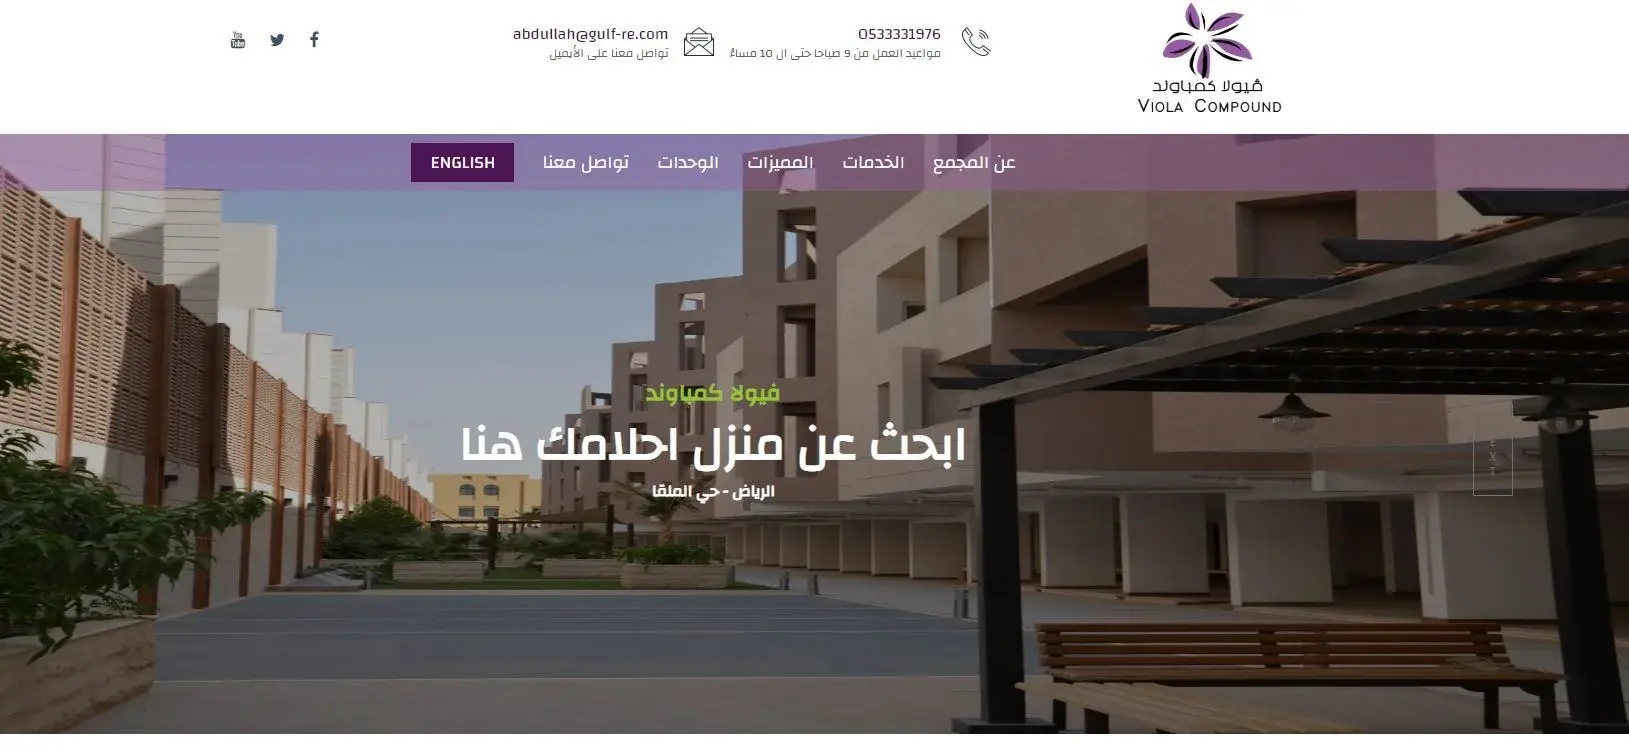 ڤيولا كمباوند
VIOLA COMPOUND
0533331976
مواعيد العمل من 9 صباحا حتى ال 10 مساءً
abdullah@gulf-re.com
تواصل معنا على الأيميل
You
Tube
عن المجمع
الخدمات
المميزات
الوحدات
تواصل معنا
ENGLISH
فيولا كمباوند
ابحث عن منزل احلامك هنا
الرياض - حي الملقا
E
X
T